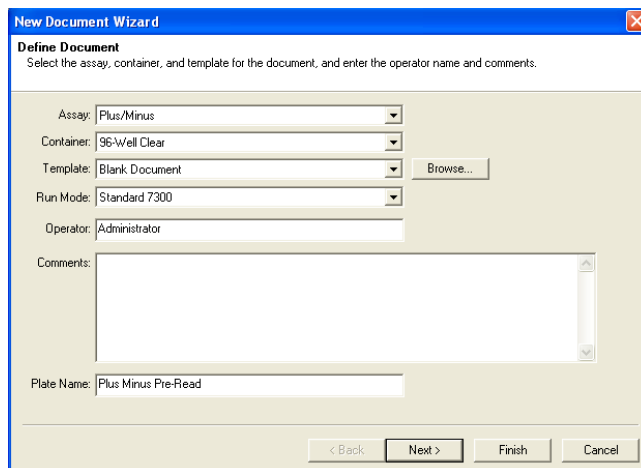 New Document Wizard
Define Document
Select the assay, container, and template for the document, and enter the operator name and comments.
Assay: Plus/Minus
Container: 96-Well Clear
Template: Blank Document Browse...
Run Mode: Standard 7300
Operator: Administrator
Comments:
Plate Name: Plus Minus Pre-Read
< Back Next > Finish Cancel